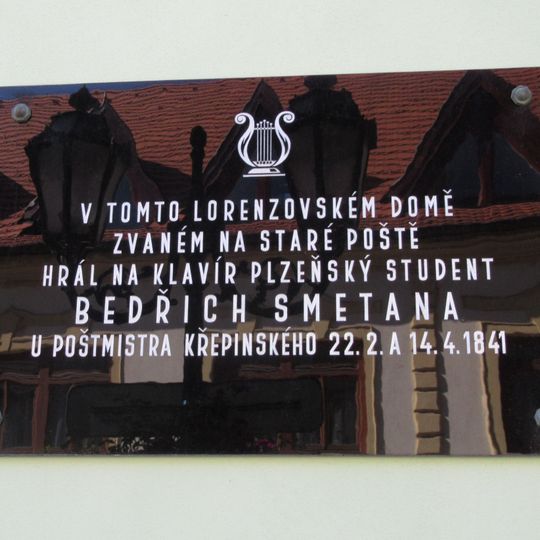 V TOMTO LORENZOVSKÉM DOMĚ
ZVANÉM NA STARÉ POŠTĚ
HRÁL NA KLAVÍR PLZEŇSKÝ STUDENT
BEDŘICH SMETANA
U POŠTMISTRA KŘEPINSKÉHO 22.2. A 14.4.1841